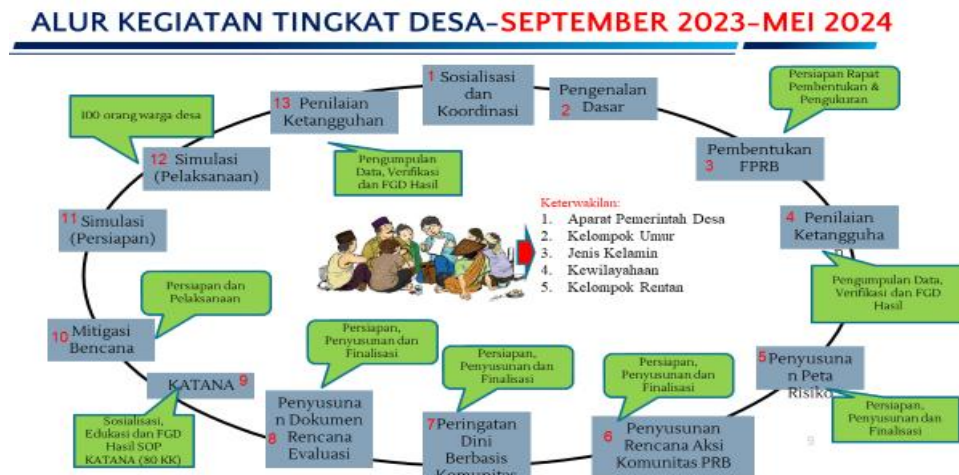 ALUR KEGIATAN TINGKAT DESA–SEPTEMBER 2023–MEI 2024
1 Sosialisasi
dan
Koordinasi
Pengenalan
2 Dasar
Persiapan Rapat
Pembentukan &
Pengukuran
Pembentukan
3 FPRB
4 Penilaian
Ketangguha
n
Pengumpulan Data,
Verifikasi dan FGD
Hasil
5 Penyusuna
n Peta
Risiko
Persiapan,
Penyusunan dan
Finalisasi
6 Penyusunan
Rencana Aksi
Komunitas PRB
Persiapan,
Penyusunan dan
Finalisasi
7 Peringatan
Dini
Berbasis
Komunitas
Persiapan,
Penyusunan dan
Finalisasi
Penyusuna
n Dokumen
Rencana
8 Evaluasi
Persiapan,
Penyusunan dan
Finalisasi
KATANA 9
Sosialisasi,
Edukasi dan FGD
Hasil SOP
KATANA (80 KK)
10 Mitigasi
Bencana
Persiapan dan
Pelaksanaan
11 Simulasi
(Persiapan)
12 Simulasi
(Pelaksanaan)
100 orang warga desa
13 Penilaian
Ketangguhan
Pengumpulan
Data, Verifikasi
dan FGD Hasil
Keterwakilan:
1. Aparat Pemerintah Desa
2. Kelompok Umur
3. Jenis Kelamin
4. Kewilayahaan
5. Kelompok Rentan
9